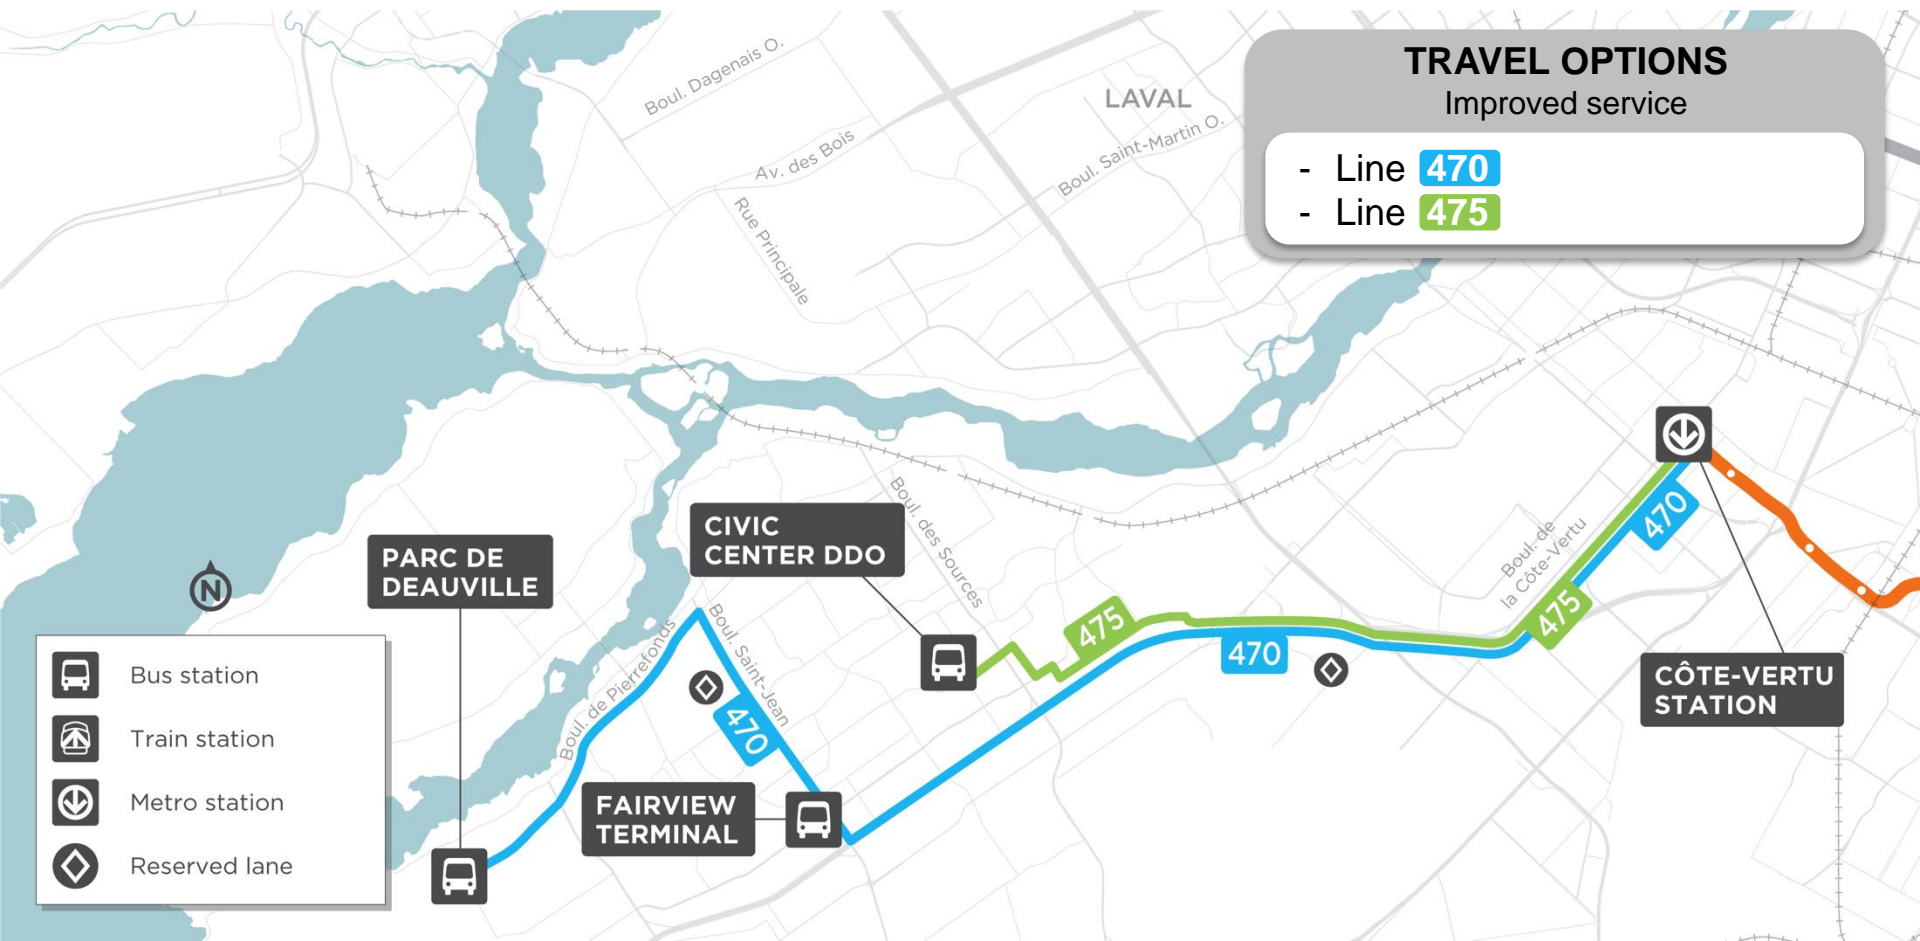 TRAVEL OPTIONS
Improved service
- Line 470
- Line 475
Boul. Dagenais O.
LAVAL
Av. des Bois
Boul. Saint-Martin O.
Rue Principale
Boul. des Sources
CIVIC
CENTER DDO
PARC DE
DEAUVILLE
N
Boul. de Pierrefonds
Boul. Saint-Jean
470
475
470
Boul. de
la Côte-Vertu
475
470
CÔTE-VERTU
STATION
FAIRVIEW
TERMINAL
Bus station
Train station
Metro station
Reserved lane